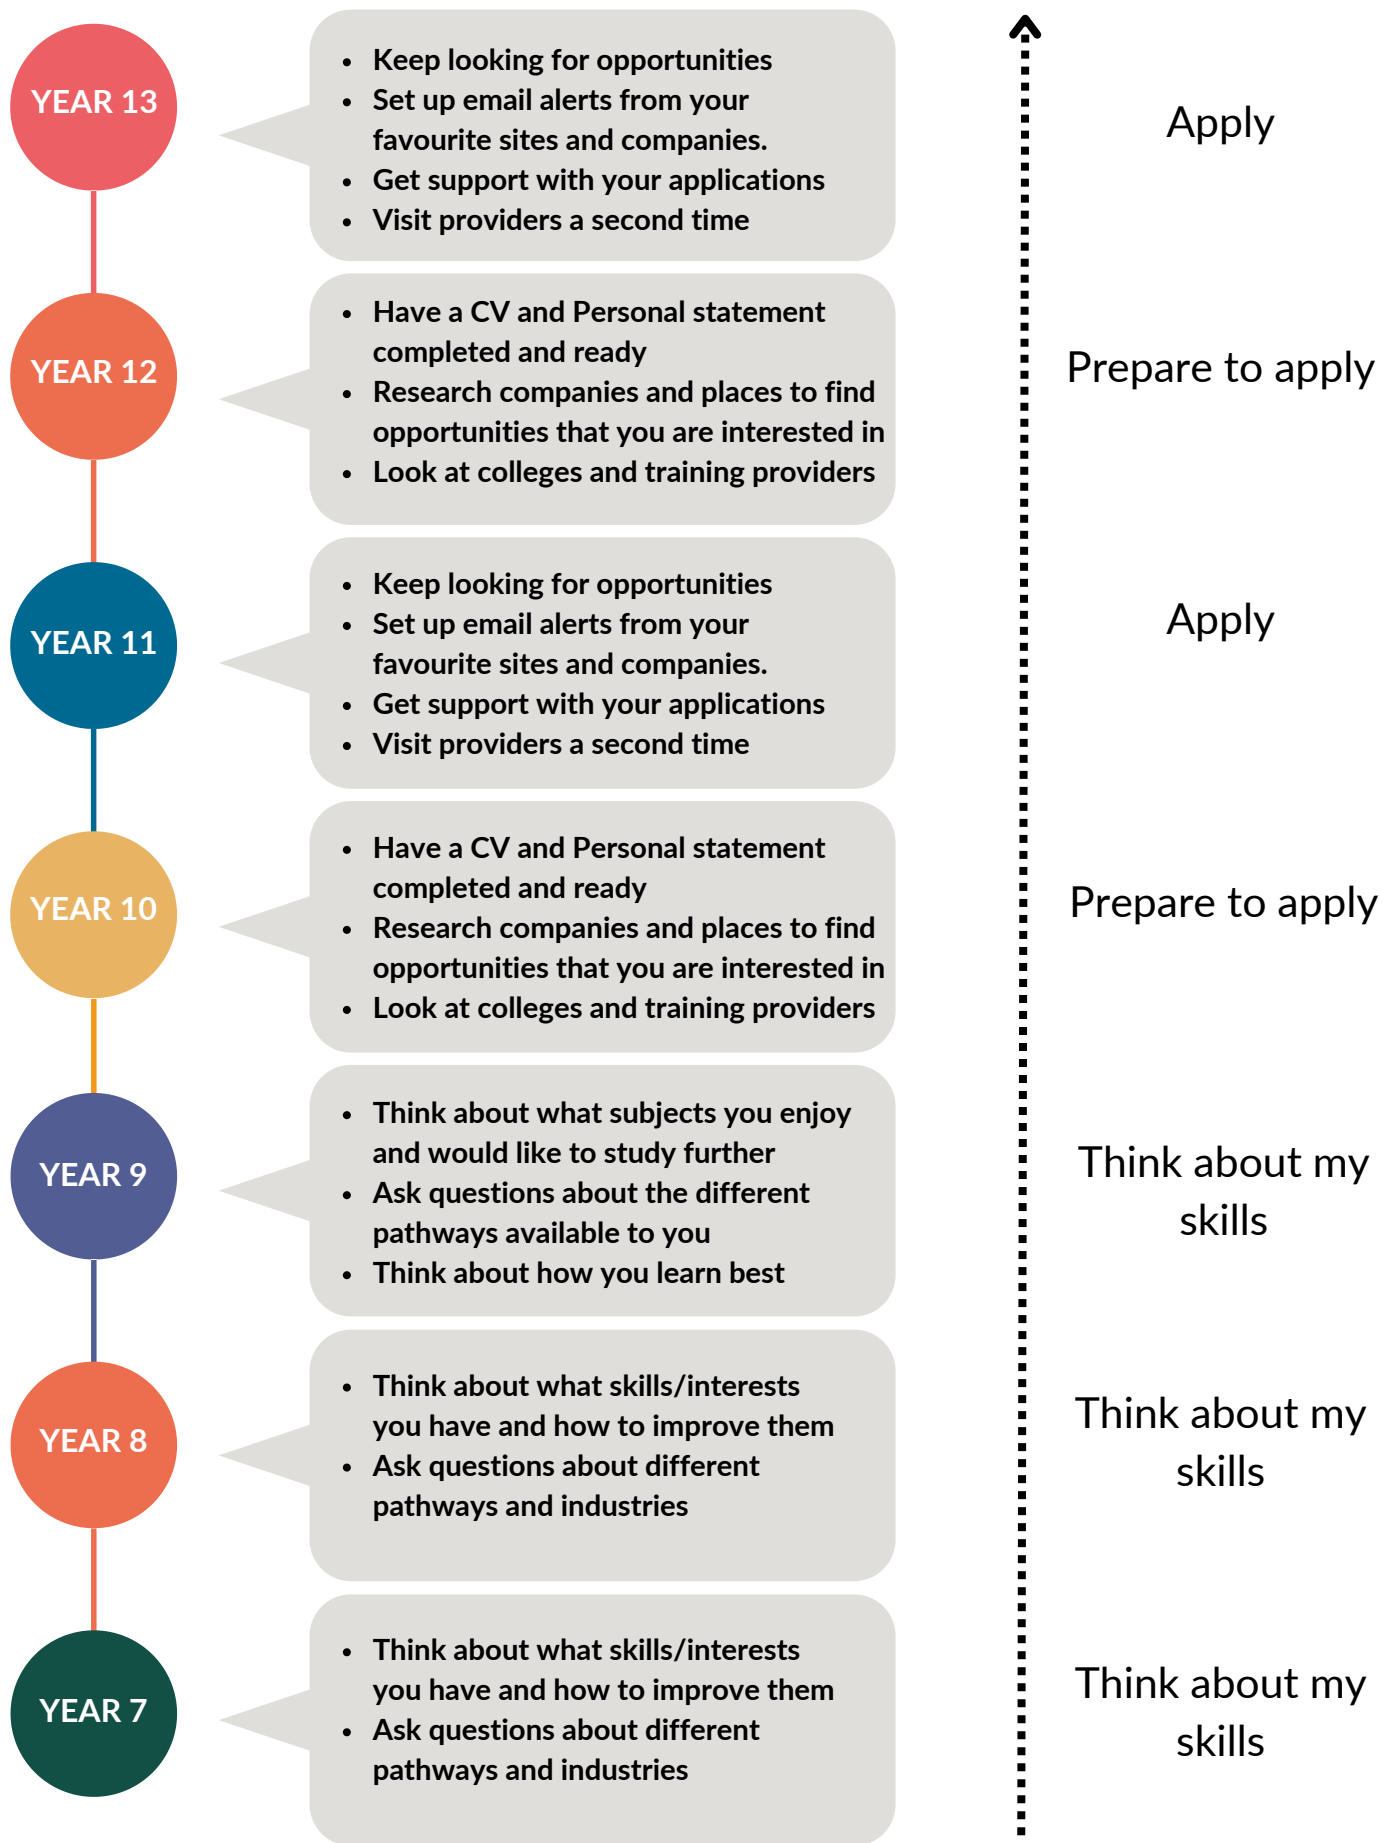 YEAR 13
• Keep looking for opportunities
• Set up email alerts from your
favourite sites and companies.
• Get support with your applications
• Visit providers a second time
Apply
YEAR 12
• Have a CV and Personal statement
completed and ready
• Research companies and places to find
opportunities that you are interested in
• Look at colleges and training providers
Prepare to apply
YEAR 11
• Keep looking for opportunities
• Set up email alerts from your
favourite sites and companies.
• Get support with your applications
• Visit providers a second time
Apply
YEAR 10
• Have a CV and Personal statement
completed and ready
• Research companies and places to find
opportunities that you are interested in
• Look at colleges and training providers
Prepare to apply
YEAR 9
• Think about what subjects you enjoy
and would like to study further
• Ask questions about the different
pathways available to you
• Think about how you learn best
Think about my
skills
YEAR 8
• Think about what skills/interests
you have and how to improve them
• Ask questions about different
pathways and industries
Think about my
skills
YEAR 7
• Think about what skills/interests
you have and how to improve them
• Ask questions about different
pathways and industries
Think about my
skills